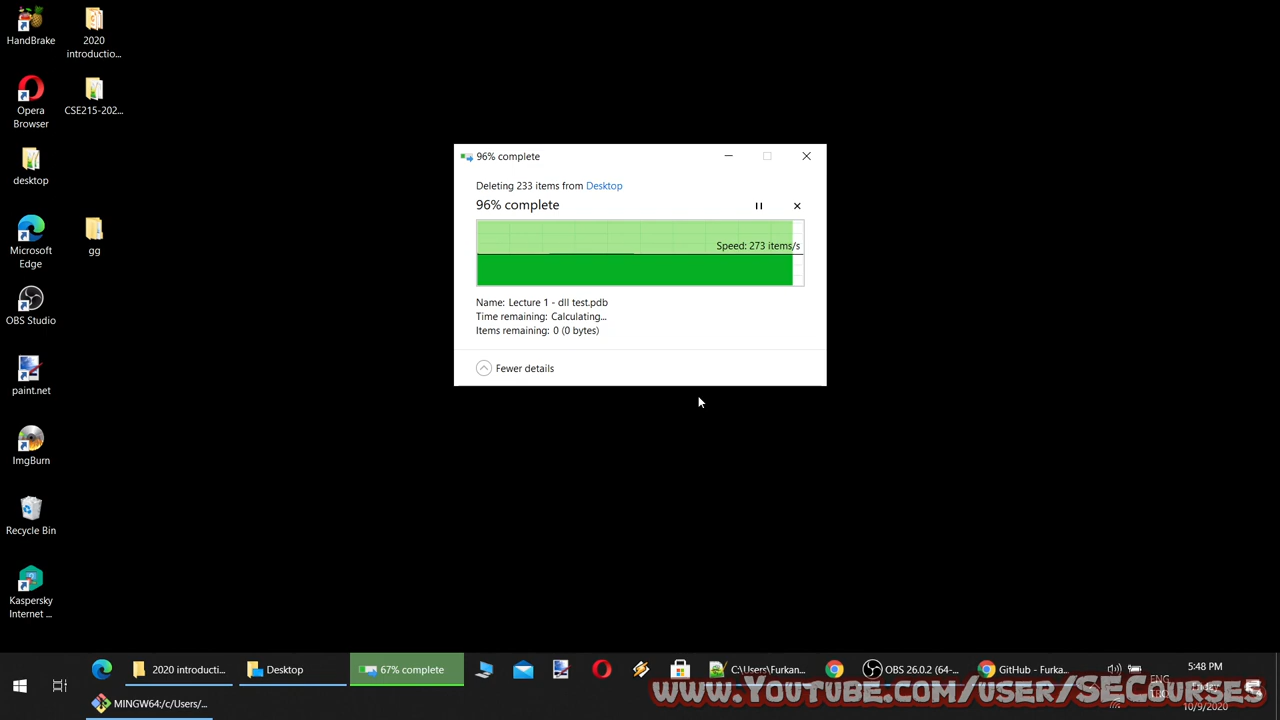 HandBrake
2020
introductio...
Opera
Browser
CSE215-202...
desktop
Microsoft
Edge
gg
OBS Studio
paint.net
ImgBurn
Recycle Bin
Kaspersky
Internet ...
96% complete
Deleting 233 items from Desktop
96% complete
Speed: 273 items/s
Name: Lecture 1 - dll test.pdb
Time remaining: Calculating...
Items remaining: 0 (0 bytes)
Fewer details
2020 introducti...
Desktop
67% complete
C:\Users\Furkan...
OBS 26.0.2 (64-...
GitHub - Furka...
5:48 PM
ENG
10/9/2020
MINGW64:/c/Users/...
www.Youtube.com/user/SECourses